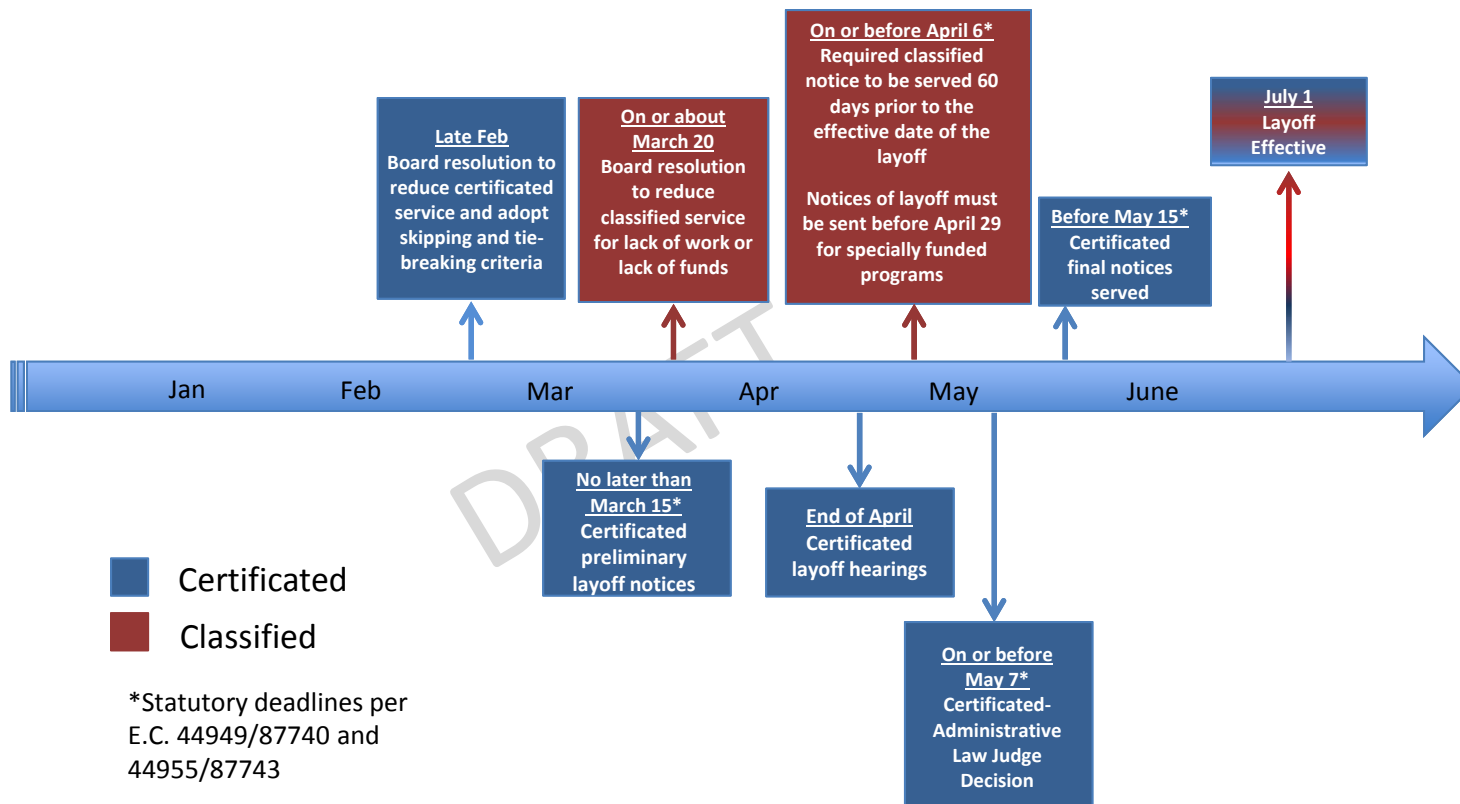 On or before April 6*
Required classified
notice to be served 60
days prior to the
effective date of the
layoff
Notices of layoff must
be sent before April 29
for specially funded
programs
July 1
Layoff
Effective
Late Feb
Board resolution to
reduce certificated
service and adopt
skipping and tie-
breaking criteria
On or about
March 20
Board resolution
to reduce
classified service
for lack of work or
lack of funds
Before May 15*
Certificated
final notices
served
Jan
Feb
Mar
Apr
May
June
DRAFT
No later than
March 15*
Certificated
preliminary
layoff notices
End of April
Certificated
layoff hearings
On or before
May 7*
Certificated-
Administrative
Law Judge
Decision
Certificated
Classified
*Statutory deadlines per
E.C. 44949/87740 and
44955/87743